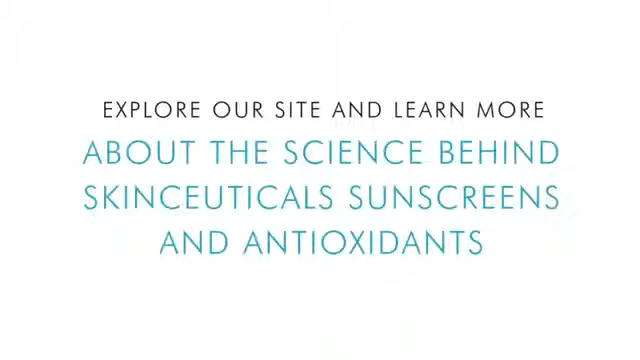 EXPLORE OUR SITE AND LEARN MORE
ABOUT THE SCIENCE BEHIND
SKINCEUTICALS SUNSCREENS
AND ANTIOXIDANTS